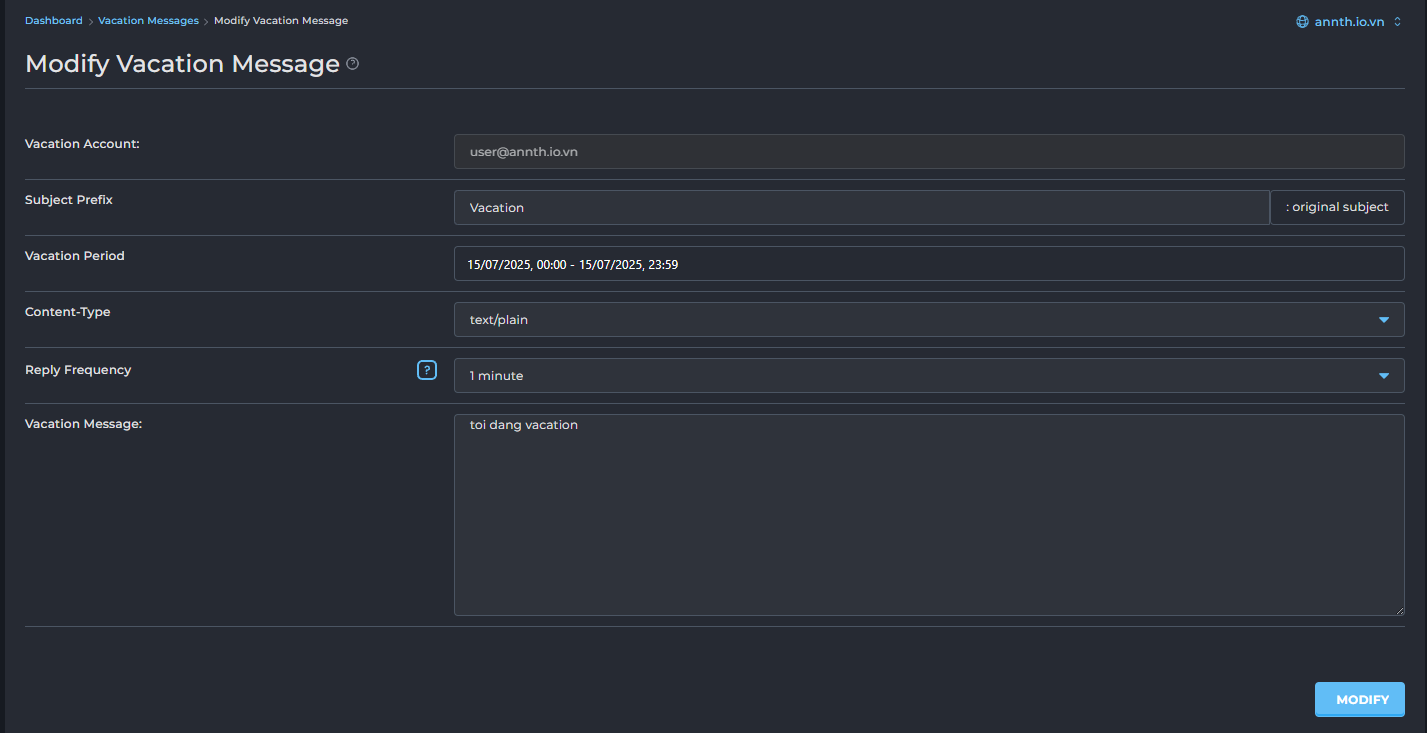 Dashboard > Vacation Messages > Modify Vacation Message
annth.io.vn
Modify Vacation Message ?
Vacation Account:
user@annth.io.vn
Subject Prefix
Vacation
: original subject
Vacation Period
15/07/2025, 00:00 - 15/07/2025, 23:59
Content-Type
text/plain
Reply Frequency
?
1 minute
Vacation Message:
toi dang vacation
MODIFY